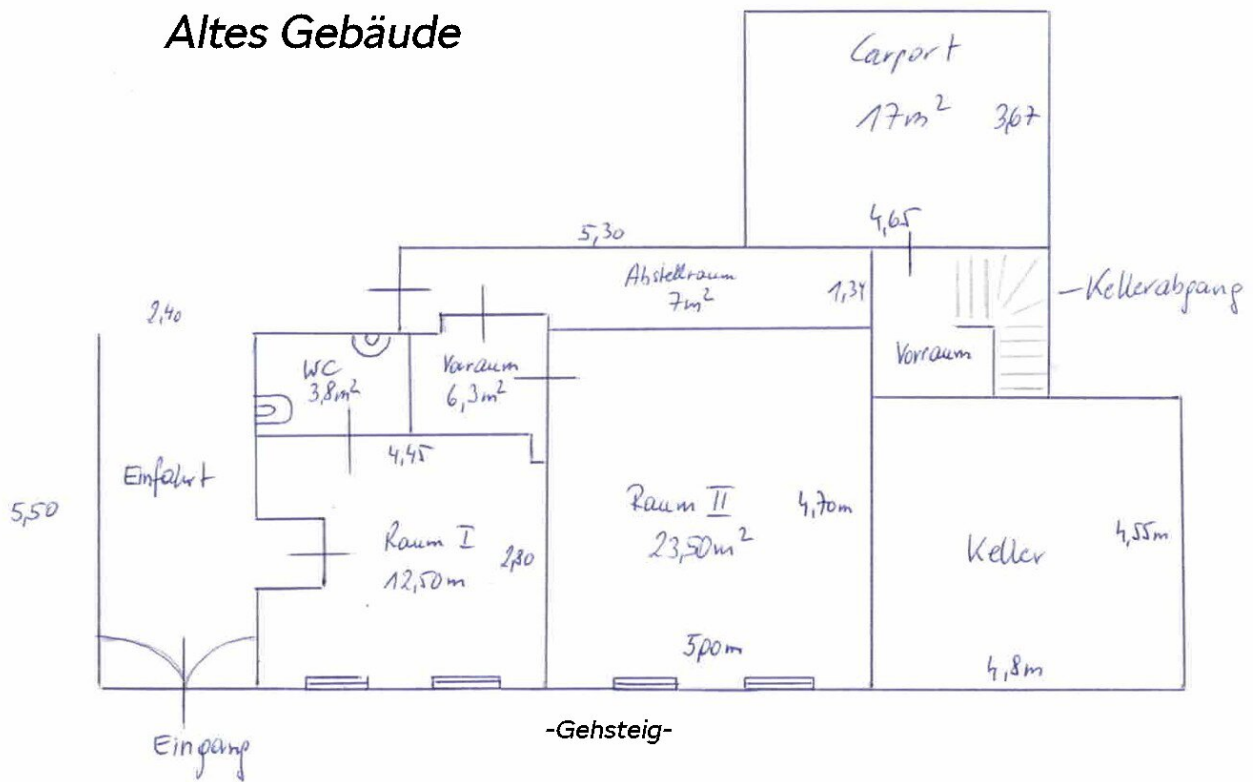 Altes Gebäude
Carport
17m² 3,67
4,65
5,30
Abstellraum
7m²
1,34
Kellerabgang
2,40
WC
3,8m²
Vorraum
6,3m²
Vorraum
4,45
Einfahrt
5,50
Raum I
12,50m
2,80
Raum II
23,50m²
4,70m
Keller
4,55m
5,00m
4,8m
Eingang
-Gehsteig-